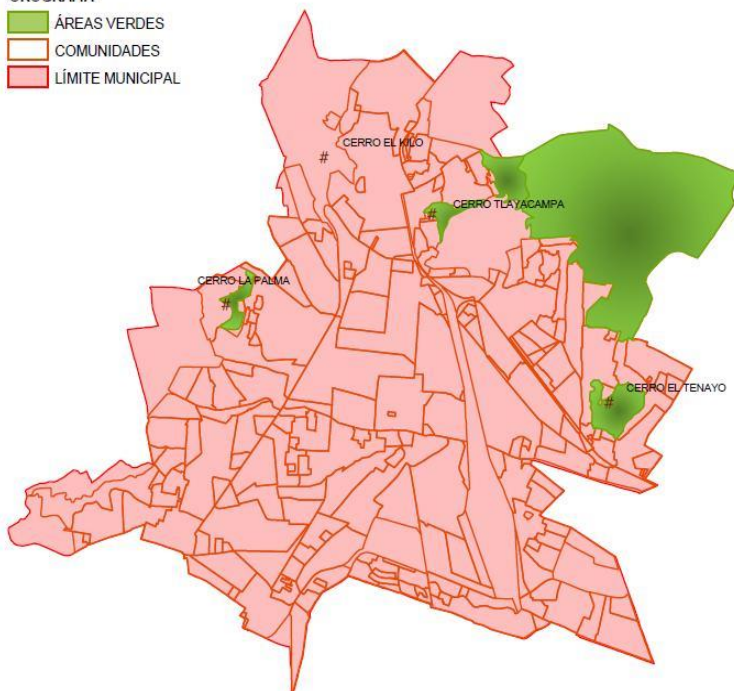 ÁREAS VERDES
COMUNIDADES
LÍMITE MUNICIPAL
CERRO EL KILO
#
CERRO TLAYACAMPA
#
CERRO LA PALMA
#
CERRO EL TENAYO
#